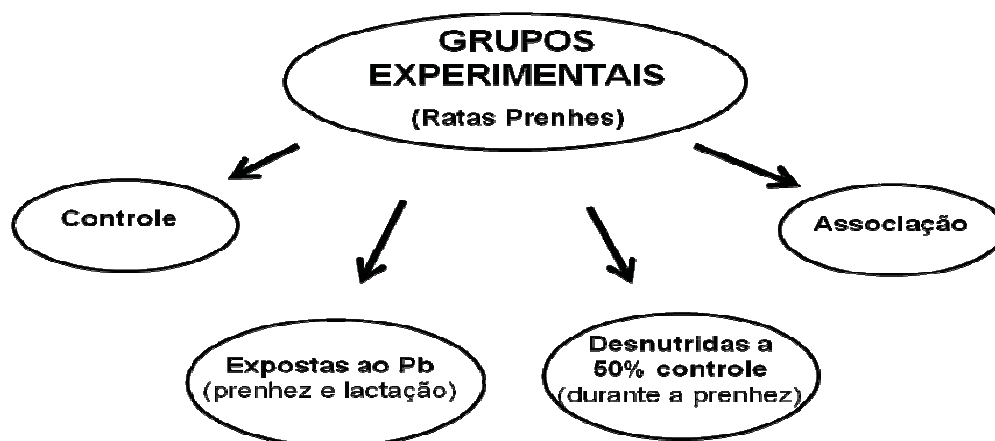 GRUPOS
EXPERIMENTAIS
(Ratas Prenhes)
Controle
Associação
Expostas ao Pb
(prenhez e lactação)
Desnutridas a
50% controle
(durante a prenhez)